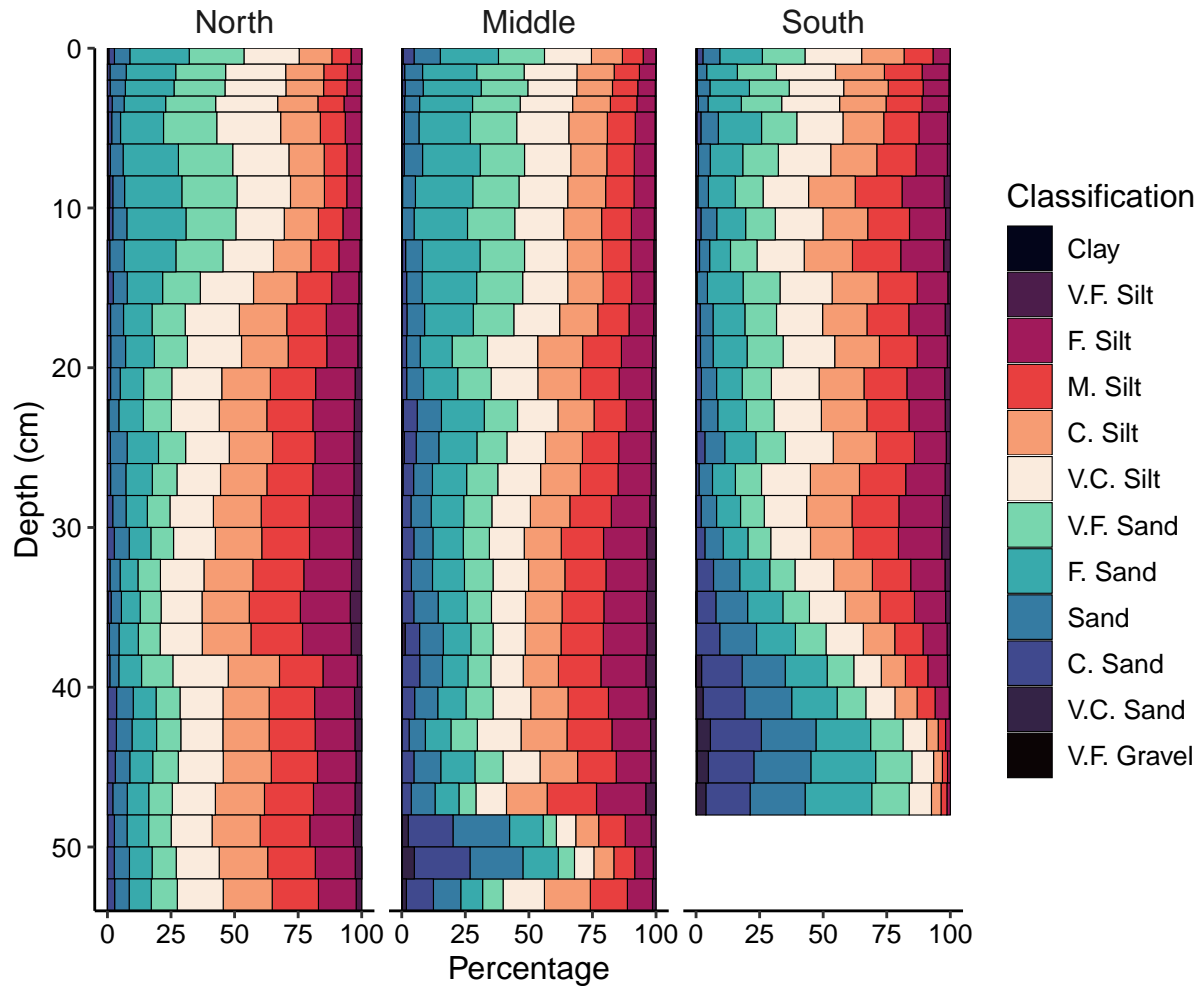 North Middle South
0
10
20
30
40
50
Depth (cm)
0 25 50 75 100 0 25 50 75 100 0 25 50 75 100
Percentage
Classification
Clay
V.F. Silt
F. Silt
M. Silt
C. Silt
V.C. Silt
V.F. Sand
F. Sand
Sand
C. Sand
V.C. Sand
V.F. Gravel